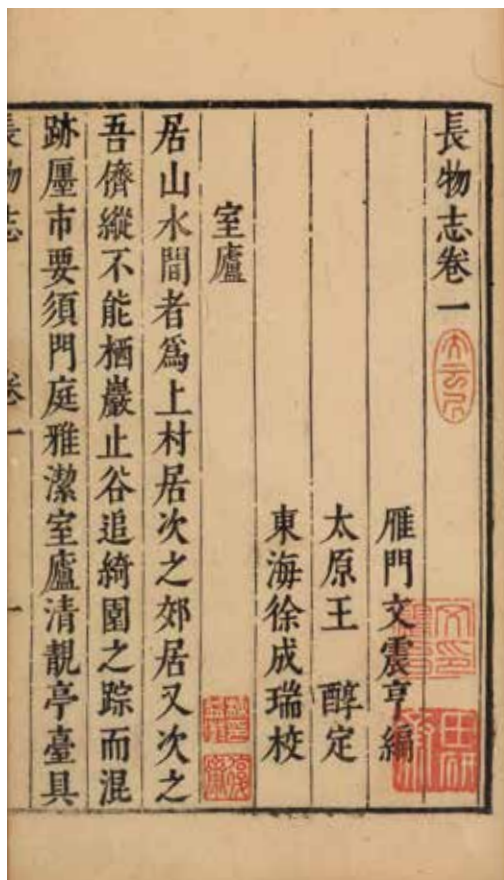 長物志卷一
雁門文震亨編
太原王 醇定
東海徐成瑞校
室廬
居山水間者爲上村居次之郊居又次之
吾儕縱不能栖巖止谷追綺園之踪而混
跡廛市要須門庭雅潔室廬清靚亭臺具
長物志 卷一 一